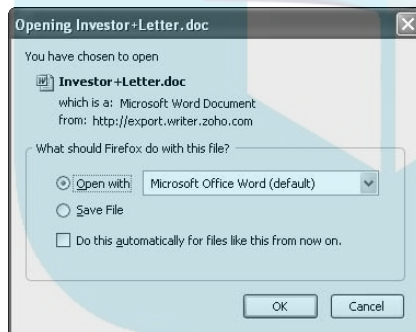 Opening Investor+Letter.doc
You have chosen to open
Investor+Letter.doc
which is a: Microsoft Word Document
from: http://export.writer.zoho.com
What should Firefox do with this file?
Open with Microsoft Office Word (default)
Save File
Do this automatically for files like this from now on.
OK Cancel